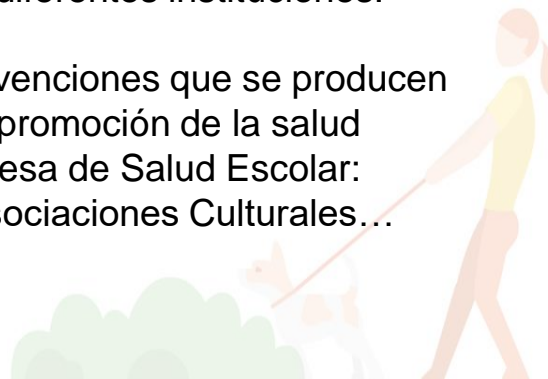 diferentes instituciones.
venciones que se producen
promoción de la salud
esa de Salud Escolar:
sociaciones Culturales…